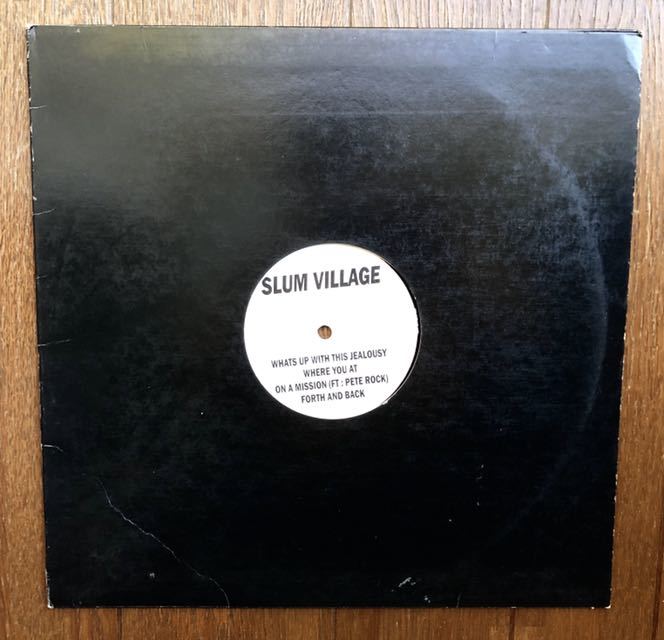 SLUM VILLAGE
WHATS UP WITH THIS JEALOUSY
WHERE YOU AT
ON A MISSION (FT : PETE ROCK)
FORTH AND BACK